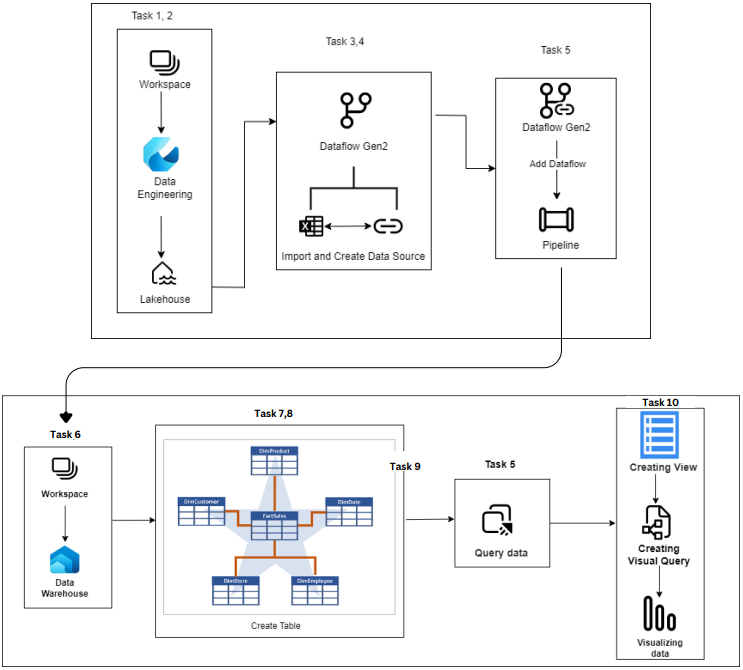 Task 1, 2
Workspace
Data
Engineering
Lakehouse
Task 3,4
Dataflow Gen2
Import and Create Data Source
Task 5
Dataflow Gen2
Add Dataflow
Pipeline
Task 6
Workspace
Data
Warehouse
Task 7,8
DimProduct
DimCustomer
DimDate
FactSales
DimStore
DimEmployee
Create Table
Task 9
Task 5
Query data
Task 10
Creating View
Creating
Visual Query
Visualizing
data